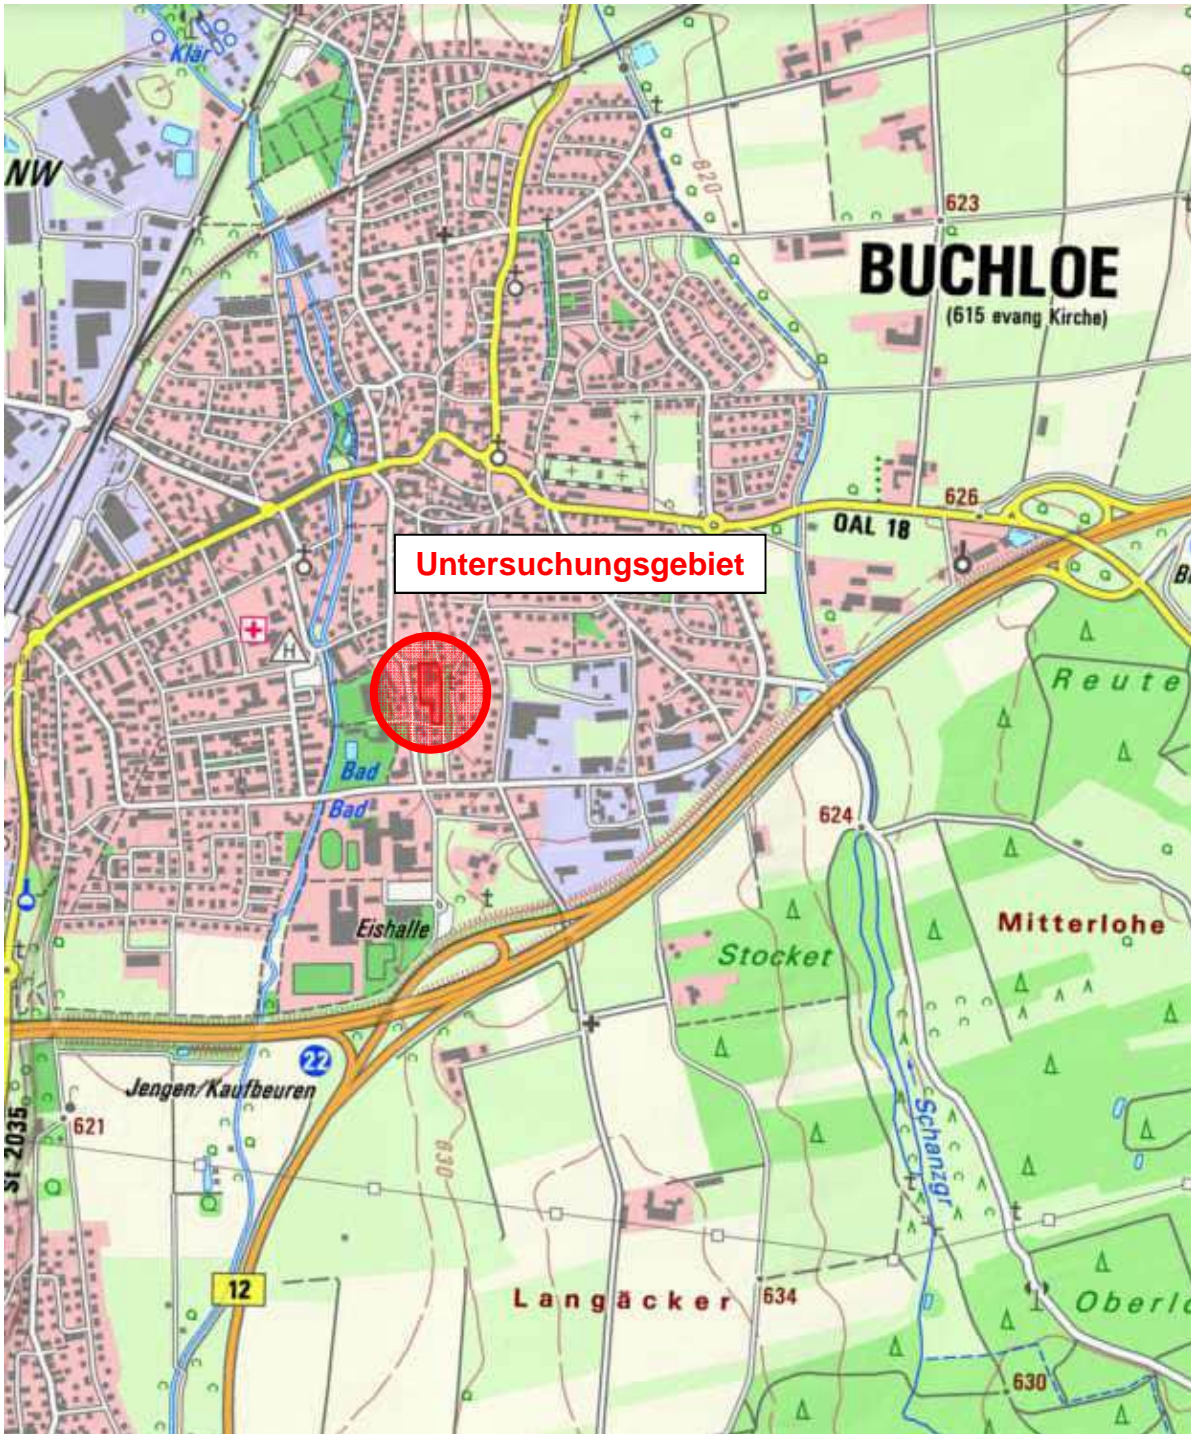 Klär
NW
620
623
BUCHLOE
(615 evang Kirche)
626
OAL 18
Untersuchungsgebiet
H
Reute
Bad
Bad
624
Mitterlohe
Eishalle
Stocket
22
Jengen/Kaufbeuren
621
St 2035
630
Schanzgr
12
Langäcker
634
630